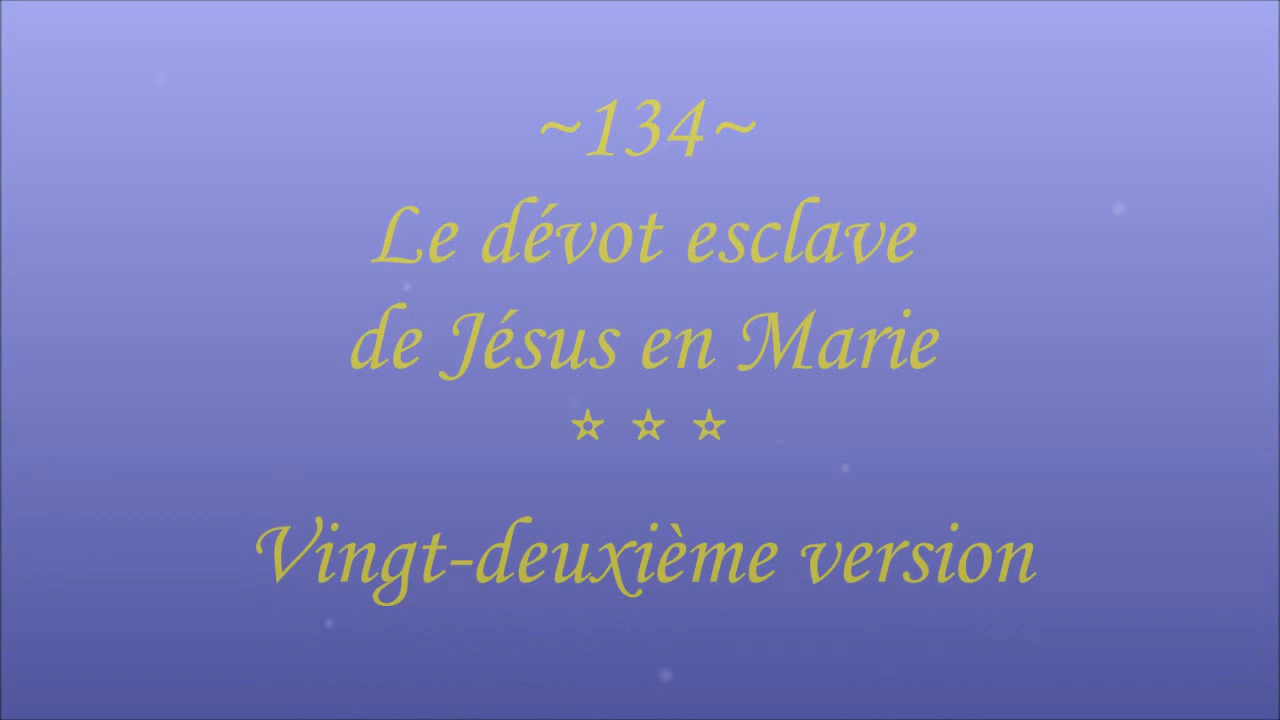 ~134~
Le dévot esclave
de Jésus en Marie
✯ ✯ ✯
Vingt-deuxième version